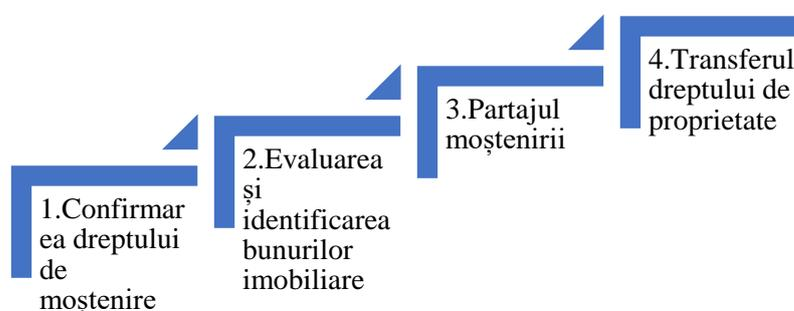 1.Confirmar
ea dreptului
de
moștenire
2.Evaluarea
și
identificarea
bunurilor
imobiliare
3.Partajul
moștenirii
4.Transferul
dreptului de
proprietate